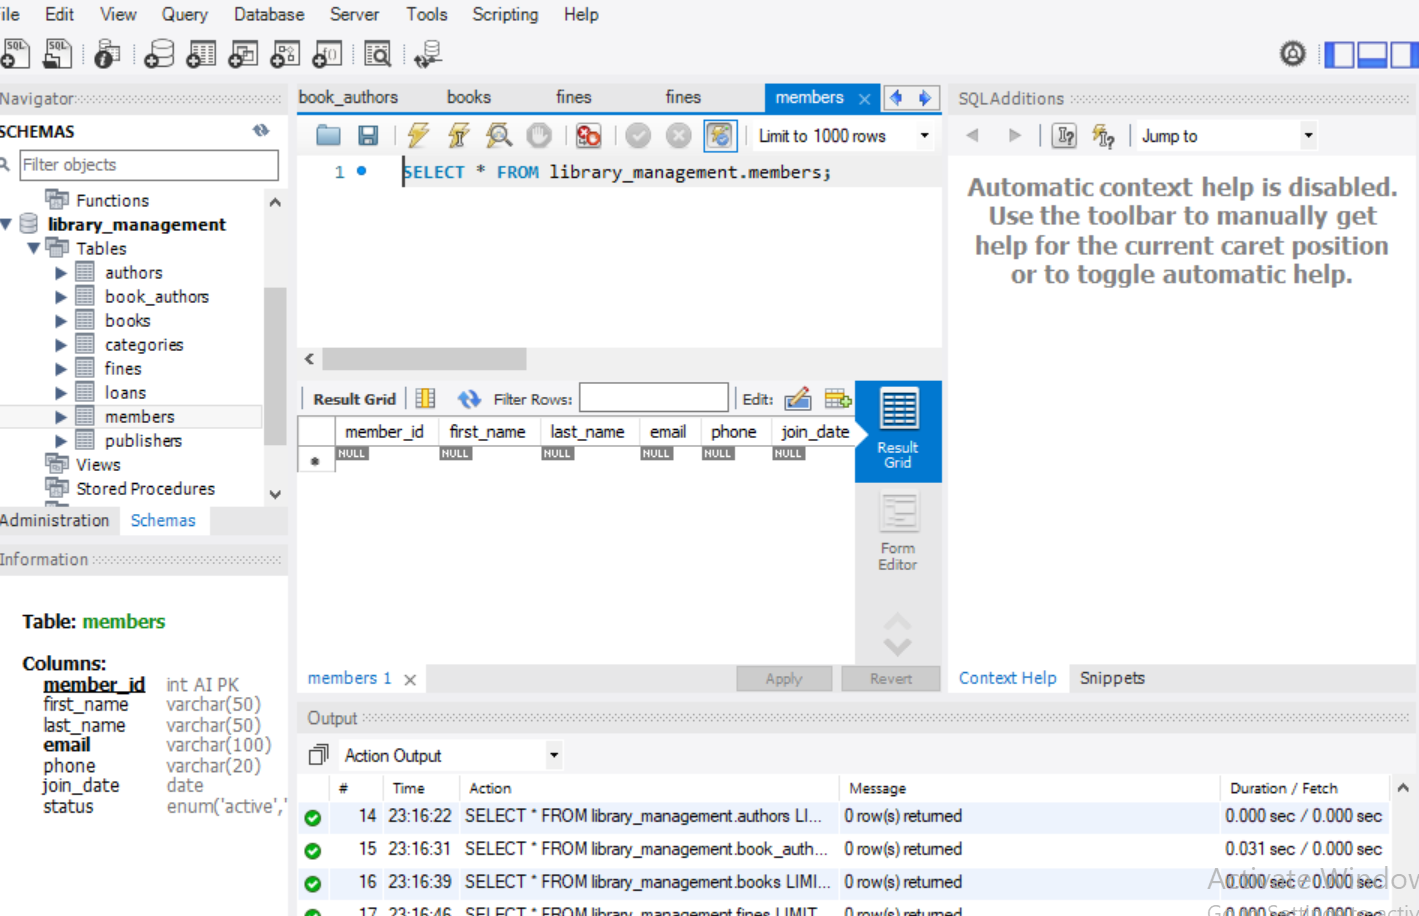 ile Edit View Query Database Server Tools Scripting Help
SQL SQL
Navigator
SCHEMAS
Filter objects
Functions
library_management
Tables
authors
book_authors
books
categories
fines
loans
members
publishers
Views
Stored Procedures
Administration Schemas
Information
Table: members
Columns:
member_id int AI PK
first_name varchar(50)
last_name varchar(50)
email varchar(100)
phone varchar(20)
join_date date
status enum('active','
book_authors books fines fines members
Limit to 1000 rows
1 SELECT * FROM library_management.members;
Result Grid Filter Rows: Edit:
member_id first_name last_name email phone join_date
NULL NULL NULL NULL NULL NULL
Result
Grid
Form
Editor
members 1 Apply Revert
SQLAdditions
Jump to
Automatic context help is disabled.
Use the toolbar to manually get
help for the current caret position
or to toggle automatic help.
Context Help Snippets
Output
Action Output
# Time Action Message Duration / Fetch
14 23:16:22 SELECT * FROM library_management.authors LI... 0 row(s) returned 0.000 sec / 0.000 sec
15 23:16:31 SELECT * FROM library_management.book_auth... 0 row(s) returned 0.031 sec / 0.000 sec
16 23:16:39 SELECT * FROM library_management.books LIMI... 0 row(s) returned 0.000 sec / 0.000 sec
17 23:16:46 SELECT * FROM library_management.fines LIMIT 0 row(s) returned 0.000 sec / 0.000 sec
Activate Window